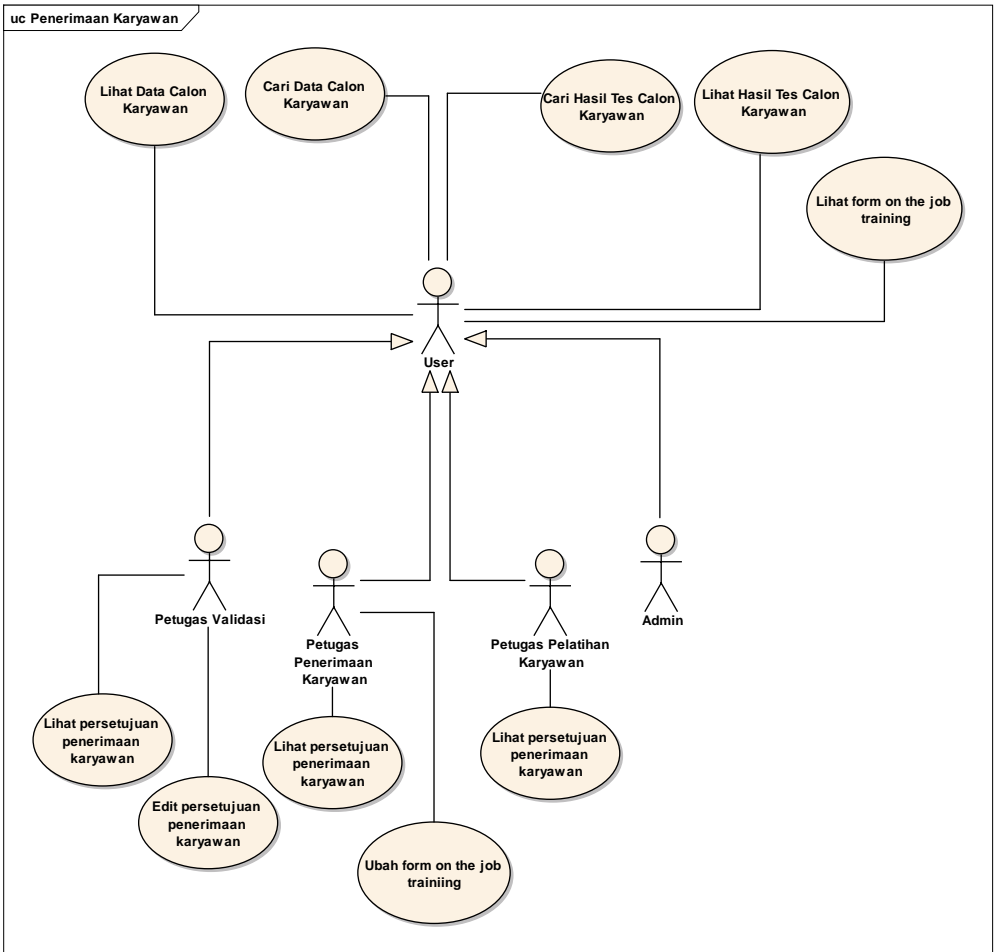 uc Penerimaan Karyawan
Lihat Data Calon
Karyawan
Cari Data Calon
Karyawan
Cari Hasil Tes Calon
Karyawan
Lihat Hasil Tes Calon
Karyawan
Lihat form on the job
training
User
Petugas Validasi
Petugas
Penerimaan
Karyawan
Petugas Pelatihan
Karyawan
Admin
Lihat persetujuan
penerimaan
karyawan
Edit persetujuan
penerimaan
karyawan
Lihat persetujuan
penerimaan
karyawan
Ubah form on the job
trainiing
Lihat persetujuan
penerimaan
karyawan